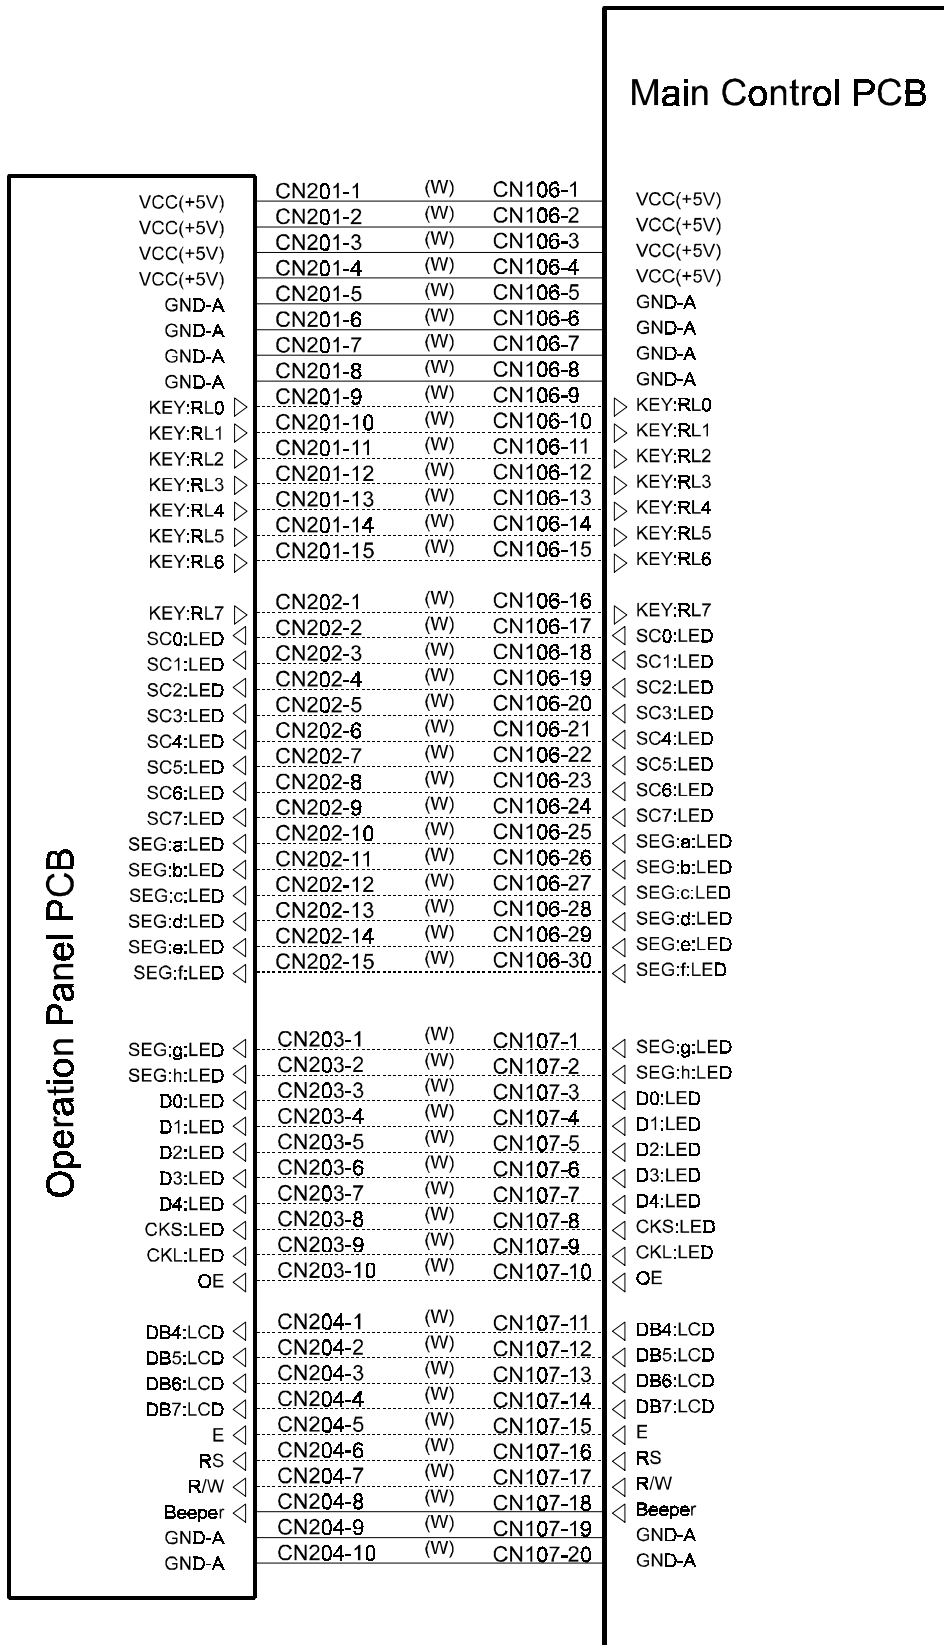 Main Control PCB
Operation Panel PCB
VCC(+5V) CN201-1 (W) CN106-1 VCC(+5V)
VCC(+5V) CN201-2 (W) CN106-2 VCC(+5V)
VCC(+5V) CN201-3 (W) CN106-3 VCC(+5V)
VCC(+5V) CN201-4 (W) CN106-4 VCC(+5V)
GND-A CN201-5 (W) CN106-5 GND-A
GND-A CN201-6 (W) CN106-6 GND-A
GND-A CN201-7 (W) CN106-7 GND-A
GND-A CN201-8 (W) CN106-8 GND-A
KEY:RL0 CN201-9 (W) CN106-9 KEY:RL0
KEY:RL1 CN201-10 (W) CN106-10 KEY:RL1
KEY:RL2 CN201-11 (W) CN106-11 KEY:RL2
KEY:RL3 CN201-12 (W) CN106-12 KEY:RL3
KEY:RL4 CN201-13 (W) CN106-13 KEY:RL4
KEY:RL5 CN201-14 (W) CN106-14 KEY:RL5
KEY:RL6 CN201-15 (W) CN106-15 KEY:RL6
KEY:RL7 CN202-1 (W) CN106-16 KEY:RL7
SC0:LED CN202-2 (W) CN106-17 SC0:LED
SC1:LED CN202-3 (W) CN106-18 SC1:LED
SC2:LED CN202-4 (W) CN106-19 SC2:LED
SC3:LED CN202-5 (W) CN106-20 SC3:LED
SC4:LED CN202-6 (W) CN106-21 SC4:LED
SC5:LED CN202-7 (W) CN106-22 SC5:LED
SC6:LED CN202-8 (W) CN106-23 SC6:LED
SC7:LED CN202-9 (W) CN106-24 SC7:LED
SEG:a:LED CN202-10 (W) CN106-25 SEG:a:LED
SEG:b:LED CN202-11 (W) CN106-26 SEG:b:LED
SEG:c:LED CN202-12 (W) CN106-27 SEG:c:LED
SEG:d:LED CN202-13 (W) CN106-28 SEG:d:LED
SEG:e:LED CN202-14 (W) CN106-29 SEG:e:LED
SEG:f:LED CN202-15 (W) CN106-30 SEG:f:LED
SEG:g:LED CN203-1 (W) CN107-1 SEG:g:LED
SEG:h:LED CN203-2 (W) CN107-2 SEG:h:LED
D0:LED CN203-3 (W) CN107-3 D0:LED
D1:LED CN203-4 (W) CN107-4 D1:LED
D2:LED CN203-5 (W) CN107-5 D2:LED
D3:LED CN203-6 (W) CN107-6 D3:LED
D4:LED CN203-7 (W) CN107-7 D4:LED
CKS:LED CN203-8 (W) CN107-8 CKS:LED
CKL:LED CN203-9 (W) CN107-9 CKL:LED
OE CN203-10 (W) CN107-10 OE
DB4:LCD CN204-1 (W) CN107-11 DB4:LCD
DB5:LCD CN204-2 (W) CN107-12 DB5:LCD
DB6:LCD CN204-3 (W) CN107-13 DB6:LCD
DB7:LCD CN204-4 (W) CN107-14 DB7:LCD
E CN204-5 (W) CN107-15 E
RS CN204-6 (W) CN107-16 RS
R/W CN204-7 (W) CN107-17 R/W
Beeper CN204-8 (W) CN107-18 Beeper
GND-A CN204-9 (W) CN107-19 GND-A
GND-A CN204-10 (W) CN107-20 GND-A